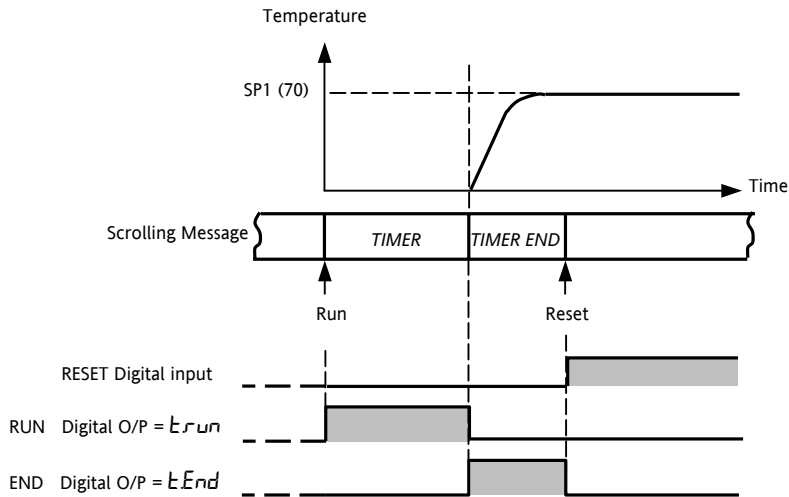 Temperature
SP1 (70)
Time
Scrolling Message
TIMER
TIMER END
Run
Reset
RESET Digital input
RUN Digital O/P = t.run
END Digital O/P = t.End